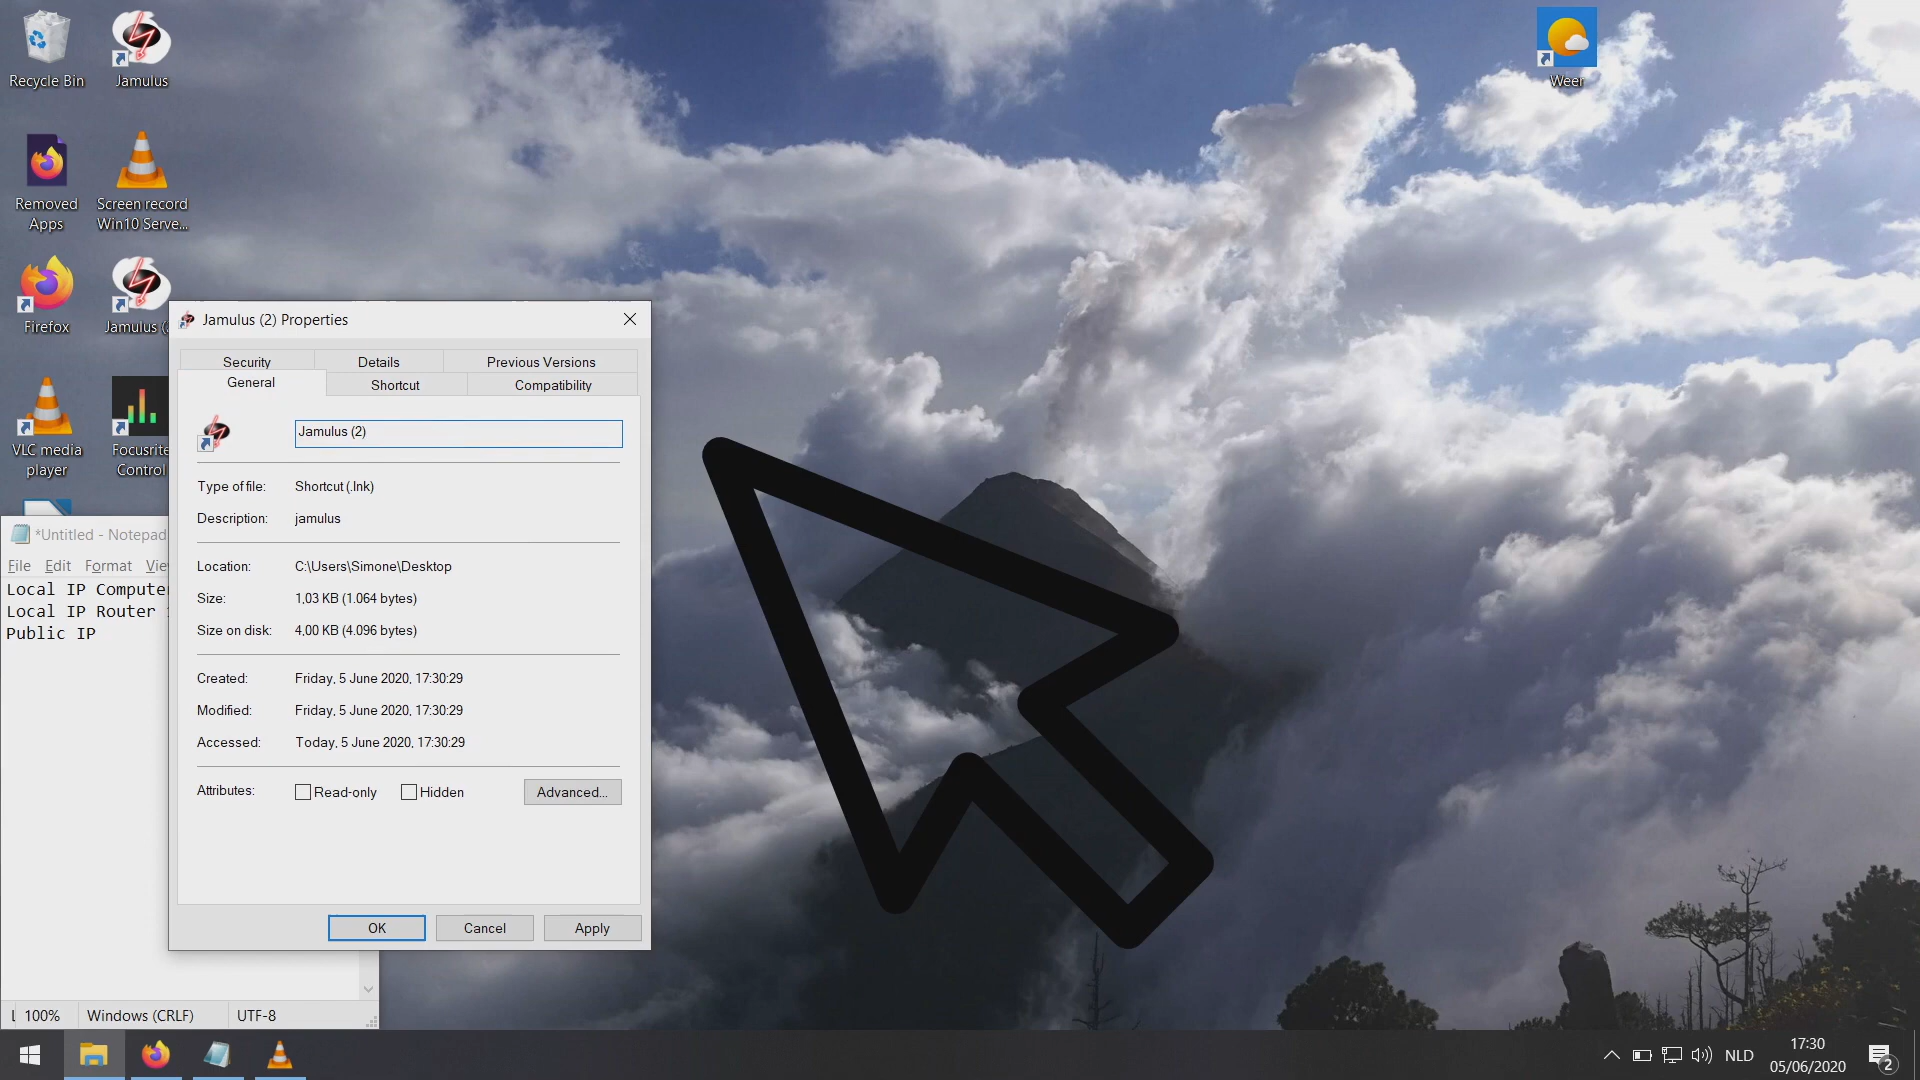 Recycle Bin
Jamulus
Weer
Removed
Apps
Screen record
Win10 Serve...
Firefox
Jamulus (
VLC media
player
Focusrite
Control
Jamulus (2) Properties
Security
Details
Previous Versions
General
Shortcut
Compatibility
Jamulus (2)
Type of file: Shortcut (.lnk)
Description: jamulus
Location: C:\Users\Simone\Desktop
Size: 1,03 KB (1.064 bytes)
Size on disk: 4,00 KB (4.096 bytes)
Created: Friday, 5 June 2020, 17:30:29
Modified: Friday, 5 June 2020, 17:30:29
Accessed: Today, 5 June 2020, 17:30:29
Attributes: Read-only Hidden Advanced...
OK Cancel Apply
*Untitled - Notepad
File Edit Format Vie
Local IP Computer
Local IP Router
Public IP
100% Windows (CRLF) UTF-8
NLD
17:30
05/06/2020
2